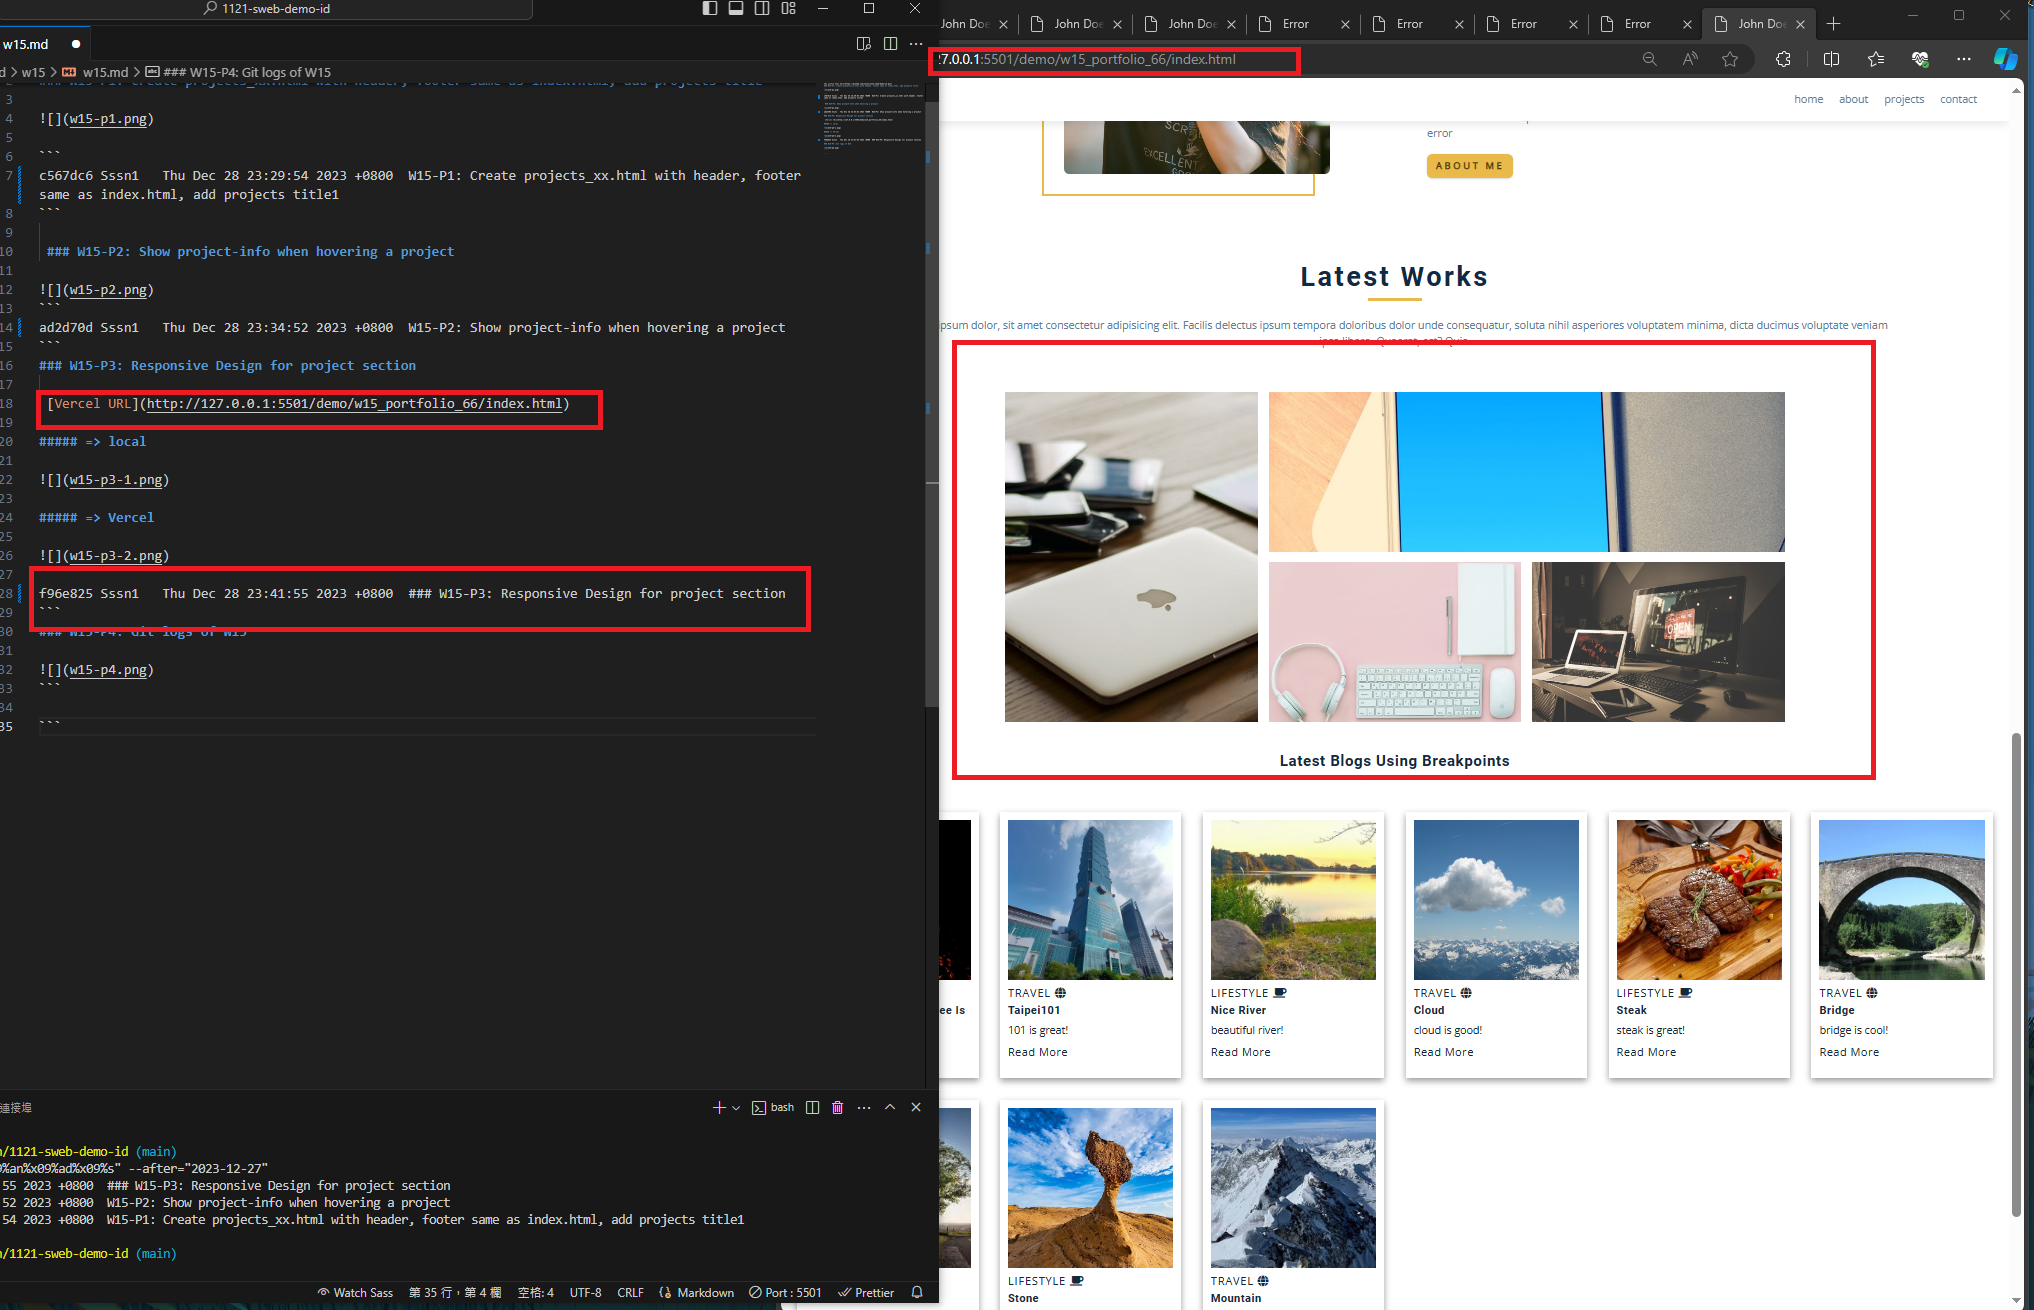 1121-sweb-demo-id
w15.md
d > w15 > w15.md > ### W15-P4: Git logs of W15
3
4 ![](w15-p1.png)
5
6 ```
7 c567dc6 Sssn1 Thu Dec 28 23:29:54 2023 +0800 W15-P1: Create projects_xx.html with header, footer
same as index.html, add projects title1
8 ```
9
10 ### W15-P2: Show project-info when hovering a project
11
12 ![](w15-p2.png)
13 ```
14 ad2d70d Sssn1 Thu Dec 28 23:34:52 2023 +0800 W15-P2: Show project-info when hovering a project
15 ```
16 ### W15-P3: Responsive Design for project section
17
18 [Vercel URL](http://127.0.0.1:5501/demo/w15_portfolio_66/index.html)
19
20 ##### => local
21
22 ![](w15-p3-1.png)
23
24 ##### => Vercel
25
26 ![](w15-p3-2.png)
27
28 f96e825 Sssn1 Thu Dec 28 23:41:55 2023 +0800 ### W15-P3: Responsive Design for project section
29 ```
30 ### W15-P4: Git logs of W15
31
32 ![](w15-p4.png)
33 ```
34
35 ```
連接埠
bash
n/1121-sweb-demo-id (main)
9%an%x09%ad%x09%s" --after="2023-12-27"
55 2023 +0800 ### W15-P3: Responsive Design for project section
52 2023 +0800 W15-P2: Show project-info when hovering a project
54 2023 +0800 W15-P1: Create projects_xx.html with header, footer same as index.html, add projects title1
n/1121-sweb-demo-id (main)
Watch Sass 第 35 行，第 4 欄 空格: 4 UTF-8 CRLF Markdown Port : 5501 Prettier
John Doe John Doe John Doe Error Error Error Error John Doe
27.0.0.1:5501/demo/w15_portfolio_66/index.html
home about projects contact
SCR
EXCELLENT
GO
error
ABOUT ME
Latest Works
ipsum dolor, sit amet consectetur adipisicing elit. Facilis delectus ipsum tempora doloribus dolor unde consequatur, soluta nihil asperiores voluptatem minima, dicta ducimus voluptate veniam
OPEN
Latest Blogs Using Breakpoints
ee Is
TRAVEL
Taipei101
101 is great!
Read More
LIFESTYLE
Nice River
beautiful river!
Read More
TRAVEL
Cloud
cloud is good!
Read More
LIFESTYLE
Steak
steak is great!
Read More
TRAVEL
Bridge
bridge is cool!
Read More
LIFESTYLE
Stone
TRAVEL
Mountain